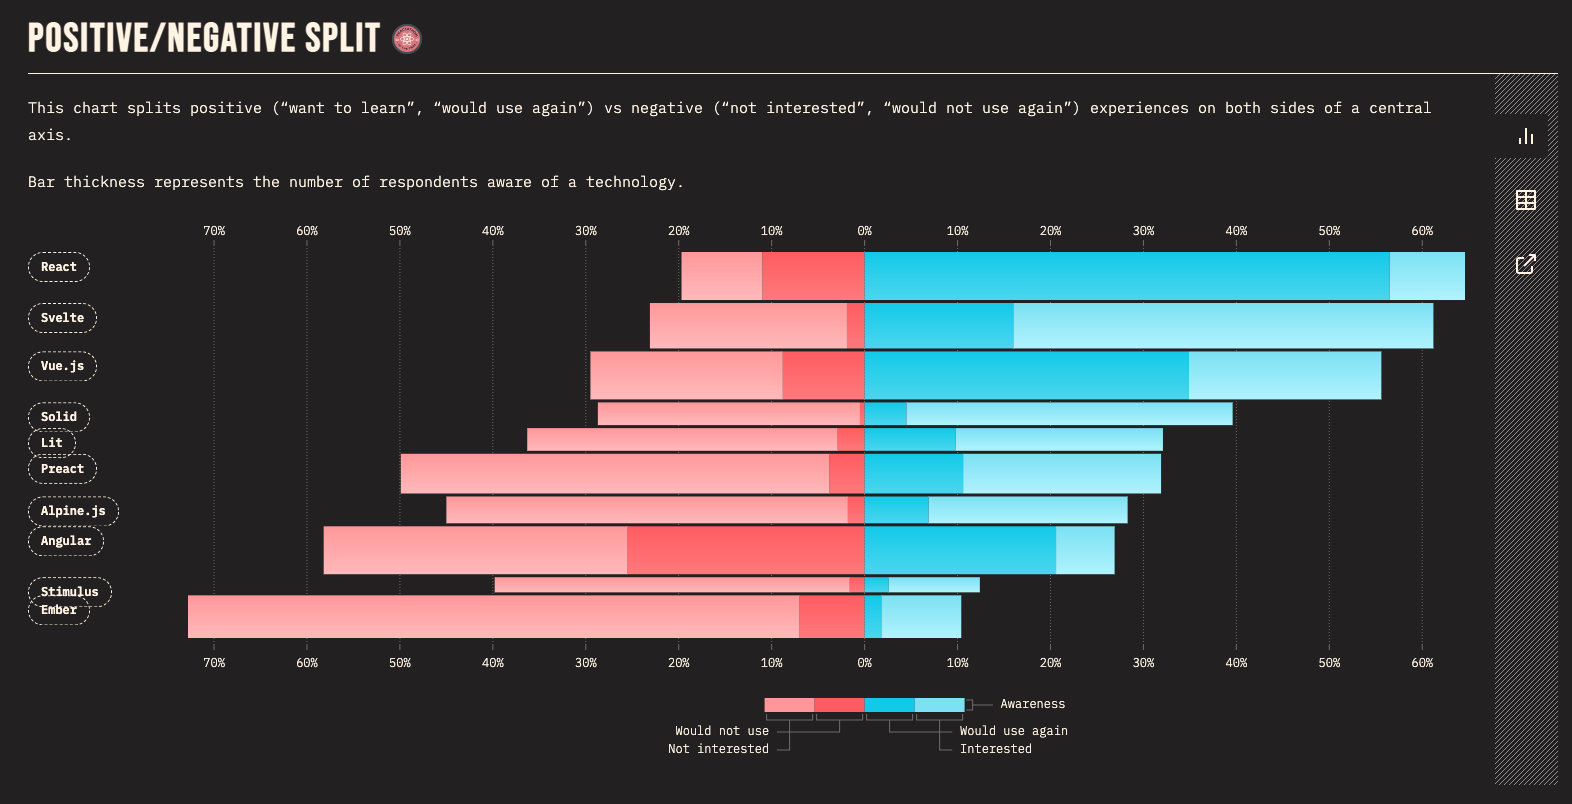 POSITIVE/NEGATIVE SPLIT
This chart splits positive (“want to learn”, “would use again”) vs negative (“not interested”, “would not use again”) experiences on both sides of a central
axis.
Bar thickness represents the number of respondents aware of a technology.
70% 60% 50% 40% 30% 20% 10% 0% 10% 20% 30% 40% 50% 60%
React
Svelte
Vue.js
Solid
Lit
Preact
Alpine.js
Angular
Stimulus
Ember
70% 60% 50% 40% 30% 20% 10% 0% 10% 20% 30% 40% 50% 60%
Awareness
Would not use Would use again
Not interested Interested